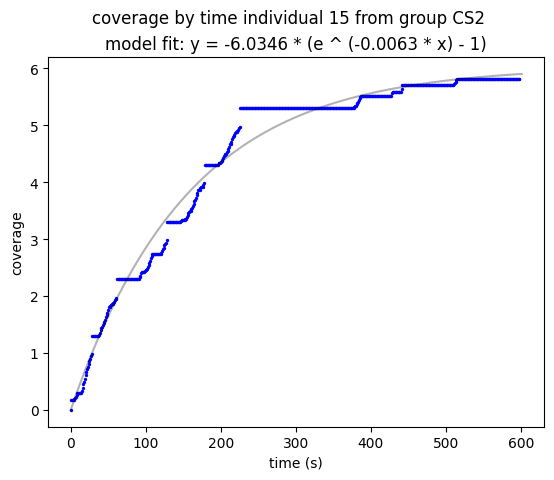 coverage by time individual 15 from group CS2
model fit: y = -6.0346 * (e ^ (-0.0063 * x) - 1)
6
5
4
3
2
1
0
coverage
0 100 200 300 400 500 600
time (s)